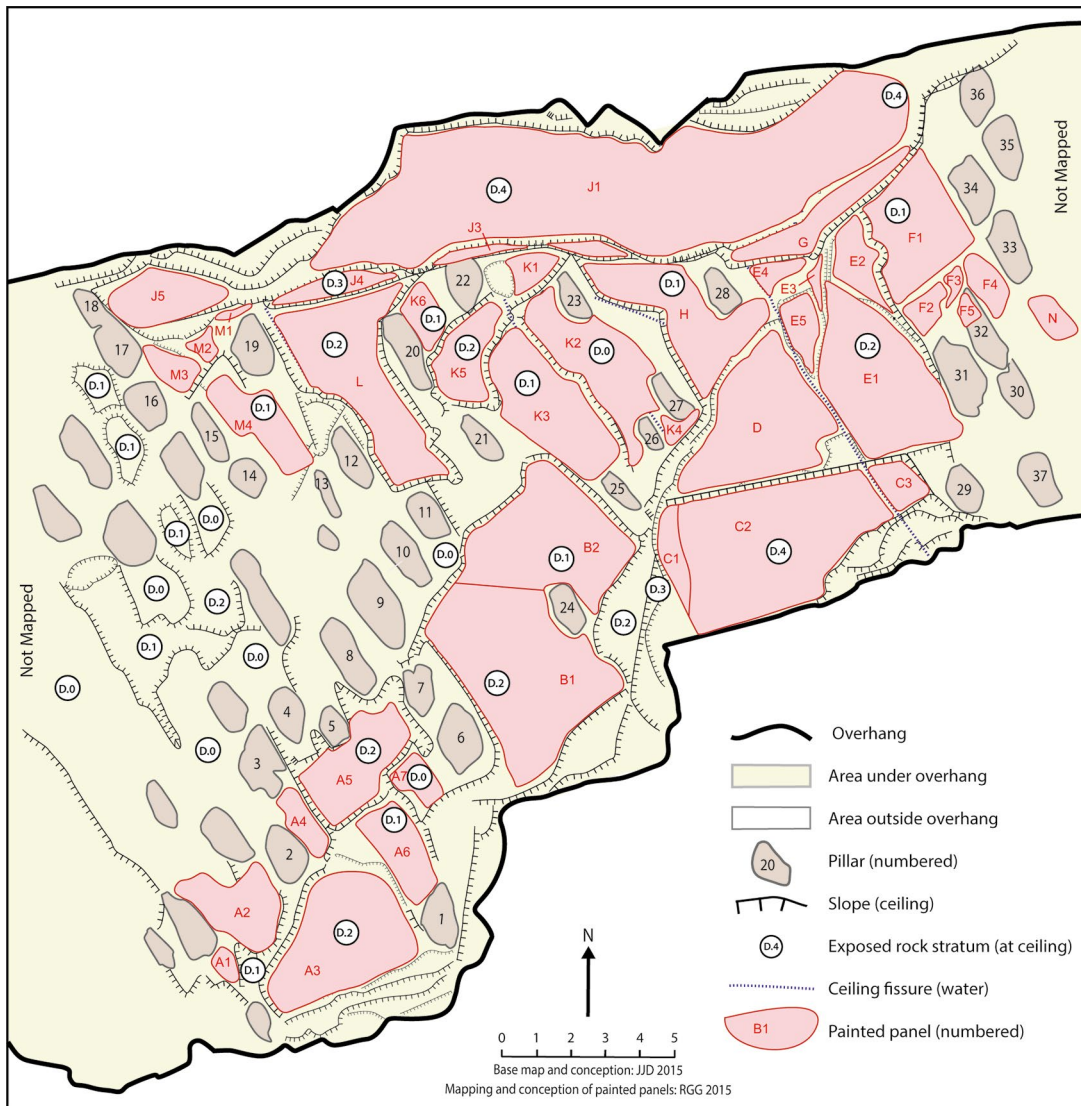 36
D.4
35
Not Mapped
34
D.4
J1
D.1
F1
33
J3
G
E2
K1
E4
D.3
J4
22
D.1
28
E3
F3
F4
J5
K6
23
H
F2
F5
N
18
M1
D.1
E5
32
17
M2
19
D.2
20
D.2
K2
D.0
D.2
M3
K5
E1
31
30
D.1
16
L
D.1
27
M4
D.1
K3
K4
D
D.1
15
21
26
12
14
13
25
C3
29
37
11
C2
D.1
D.0
10
D.0
B2
D.1
C1
D.4
D.0
D.2
9
24
D.3
D.2
D.1
D.0
8
Not Mapped
D.0
7
D.2
B1
4
5
6
D.0
D.2
3
A5
A7
D.0
A4
D.1
2
A6
A2
1
D.2
A1
D.1
A3
N
0 1 2 3 4 5
Base map and conception: JJD 2015
Mapping and conception of painted panels: RGG 2015
Overhang
Area under overhang
Area outside overhang
20
Pillar (numbered)
Slope (ceiling)
D.4
Exposed rock stratum (at ceiling)
Ceiling fissure (water)
B1
Painted panel (numbered)